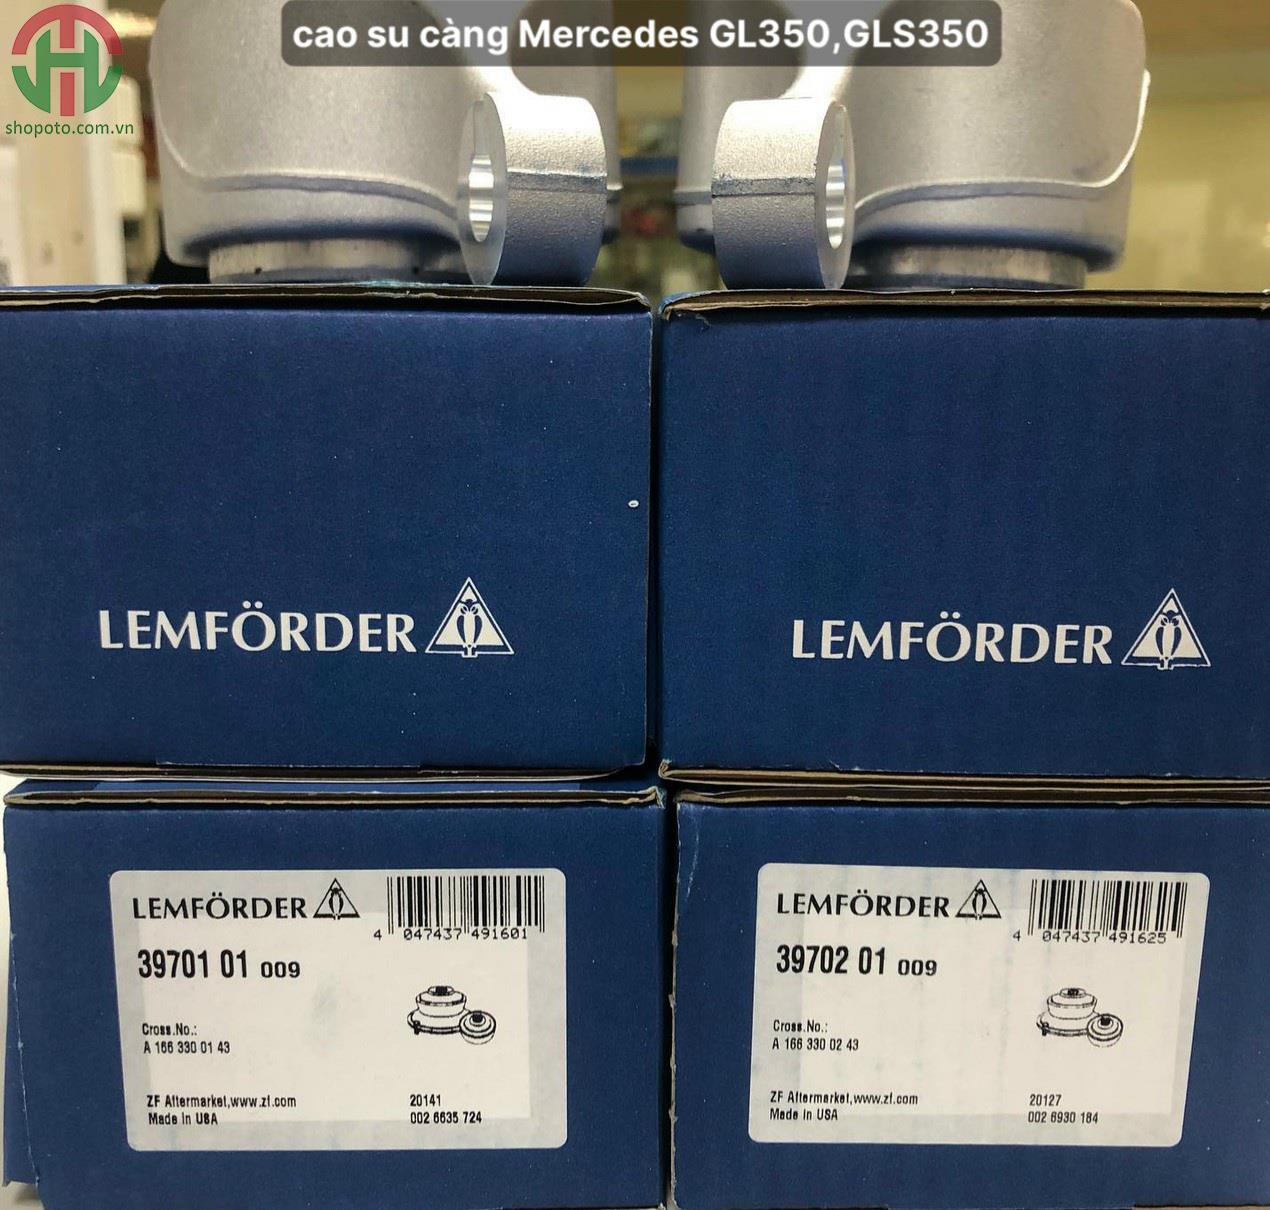 cao su càng Mercedes GL350,GLS350
shopoto.com.vn
LEMFÖRDER
LEMFÖRDER
LEMFÖRDER
4 047437 491601
39701 01 009
Cross.No.:
A 166 330 01 43
ZF Aftermarket,www.zf.com
20141
Made in USA
002 6635 724
LEMFÖRDER
4 047437 491625
39702 01 009
Cross.No.:
A 166 330 02 43
ZF Aftermarket,www.zf.com
20127
Made in USA
002 6930 184